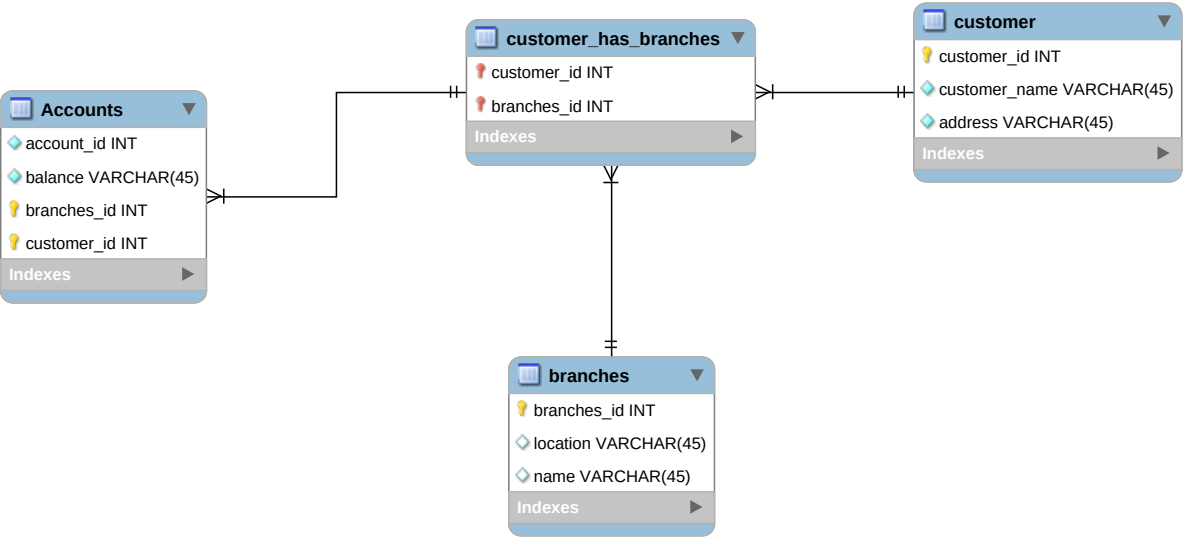 customer_has_branches
customer_id INT
branches_id INT
Indexes
customer
customer_id INT
customer_name VARCHAR(45)
address VARCHAR(45)
Indexes
Accounts
account_id INT
balance VARCHAR(45)
branches_id INT
customer_id INT
Indexes
branches
branches_id INT
location VARCHAR(45)
name VARCHAR(45)
Indexes